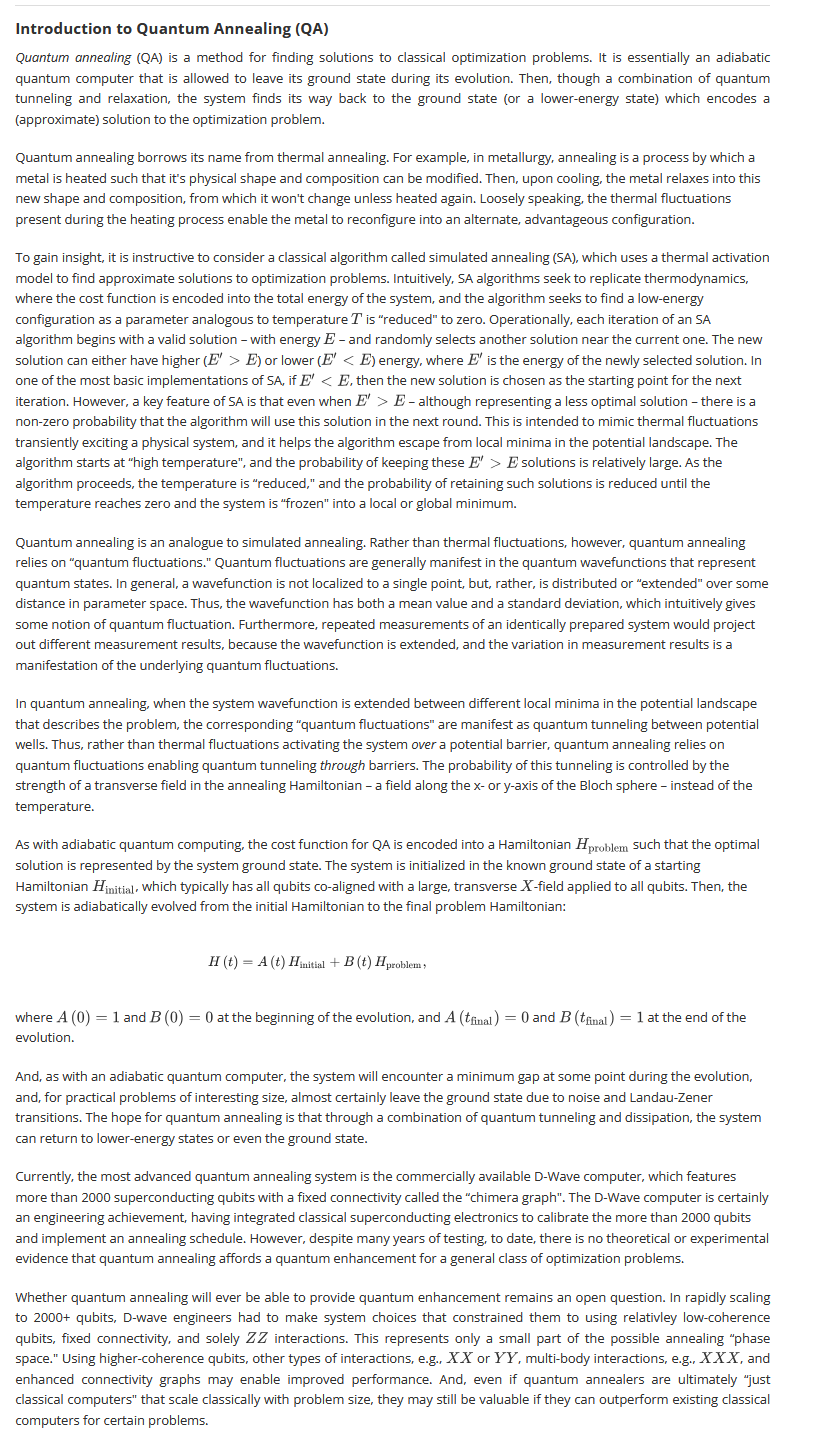 Introduction to Quantum Annealing (QA)
Quantum annealing (QA) is a method for finding solutions to classical optimization problems. It is essentially an adiabatic
quantum computer that is allowed to leave its ground state during its evolution. Then, though a combination of quantum
tunneling and relaxation, the system finds its way back to the ground state (or a lower-energy state) which encodes a
(approximate) solution to the optimization problem.
Quantum annealing borrows its name from thermal annealing. For example, in metallurgy, annealing is a process by which a
metal is heated such that it's physical shape and composition can be modified. Then, upon cooling, the metal relaxes into this
new shape and composition, from which it won't change unless heated again. Loosely speaking, the thermal fluctuations
present during the heating process enable the metal to reconfigure into an alternate, advantageous configuration.
To gain insight, it is instructive to consider a classical algorithm called simulated annealing (SA), which uses a thermal activation
model to find approximate solutions to optimization problems. Intuitively, SA algorithms seek to replicate thermodynamics,
where the cost function is encoded into the total energy of the system, and the algorithm seeks to find a low-energy
configuration as a parameter analogous to temperature T is “reduced" to zero. Operationally, each iteration of an SA
algorithm begins with a valid solution – with energy E – and randomly selects another solution near the current one. The new
solution can either have higher (E′ > E) or lower (E′ < E) energy, where E′ is the energy of the newly selected solution. In
one of the most basic implementations of SA, if E′ < E, then the new solution is chosen as the starting point for the next
iteration. However, a key feature of SA is that even when E′ > E – although representing a less optimal solution – there is a
non-zero probability that the algorithm will use this solution in the next round. This is intended to mimic thermal fluctuations
transiently exciting a physical system, and it helps the algorithm escape from local minima in the potential landscape. The
algorithm starts at “high temperature", and the probability of keeping these E′ > E solutions is relatively large. As the
algorithm proceeds, the temperature is “reduced," and the probability of retaining such solutions is reduced until the
temperature reaches zero and the system is “frozen" into a local or global minimum.
Quantum annealing is an analogue to simulated annealing. Rather than thermal fluctuations, however, quantum annealing
relies on “quantum fluctuations." Quantum fluctuations are generally manifest in the quantum wavefunctions that represent
quantum states. In general, a wavefunction is not localized to a single point, but, rather, is distributed or “extended" over some
distance in parameter space. Thus, the wavefunction has both a mean value and a standard deviation, which intuitively gives
some notion of quantum fluctuation. Furthermore, repeated measurements of an identically prepared system would project
out different measurement results, because the wavefunction is extended, and the variation in measurement results is a
manifestation of the underlying quantum fluctuations.
In quantum annealing, when the system wavefunction is extended between different local minima in the potential landscape
that describes the problem, the corresponding “quantum fluctuations" are manifest as quantum tunneling between potential
wells. Thus, rather than thermal fluctuations activating the system over a potential barrier, quantum annealing relies on
quantum fluctuations enabling quantum tunneling through barriers. The probability of this tunneling is controlled by the
strength of a transverse field in the annealing Hamiltonian – a field along the x- or y-axis of the Bloch sphere – instead of the
temperature.
As with adiabatic quantum computing, the cost function for QA is encoded into a Hamiltonian H_problem such that the optimal
solution is represented by the system ground state. The system is initialized in the known ground state of a starting
Hamiltonian H_initial, which typically has all qubits co-aligned with a large, transverse X-field applied to all qubits. Then, the
system is adiabatically evolved from the initial Hamiltonian to the final problem Hamiltonian:
H (t) = A (t) H_initial + B (t) H_problem,
where A (0) = 1 and B (0) = 0 at the beginning of the evolution, and A (t_final) = 0 and B (t_final) = 1 at the end of the
evolution.
And, as with an adiabatic quantum computer, the system will encounter a minimum gap at some point during the evolution,
and, for practical problems of interesting size, almost certainly leave the ground state due to noise and Landau-Zener
transitions. The hope for quantum annealing is that through a combination of quantum tunneling and dissipation, the system
can return to lower-energy states or even the ground state.
Currently, the most advanced quantum annealing system is the commercially available D-Wave computer, which features
more than 2000 superconducting qubits with a fixed connectivity called the “chimera graph". The D-Wave computer is certainly
an engineering achievement, having integrated classical superconducting electronics to calibrate the more than 2000 qubits
and implement an annealing schedule. However, despite many years of testing, to date, there is no theoretical or experimental
evidence that quantum annealing affords a quantum enhancement for a general class of optimization problems.
Whether quantum annealing will ever be able to provide quantum enhancement remains an open question. In rapidly scaling
to 2000+ qubits, D-wave engineers had to make system choices that constrained them to using relativley low-coherence
qubits, fixed connectivity, and solely ZZ interactions. This represents only a small part of the possible annealing “phase
space." Using higher-coherence qubits, other types of interactions, e.g., XX or YY, multi-body interactions, e.g., XXX, and
enhanced connectivity graphs may enable improved performance. And, even if quantum annealers are ultimately “just
classical computers" that scale classically with problem size, they may still be valuable if they can outperform existing classical
computers for certain problems.